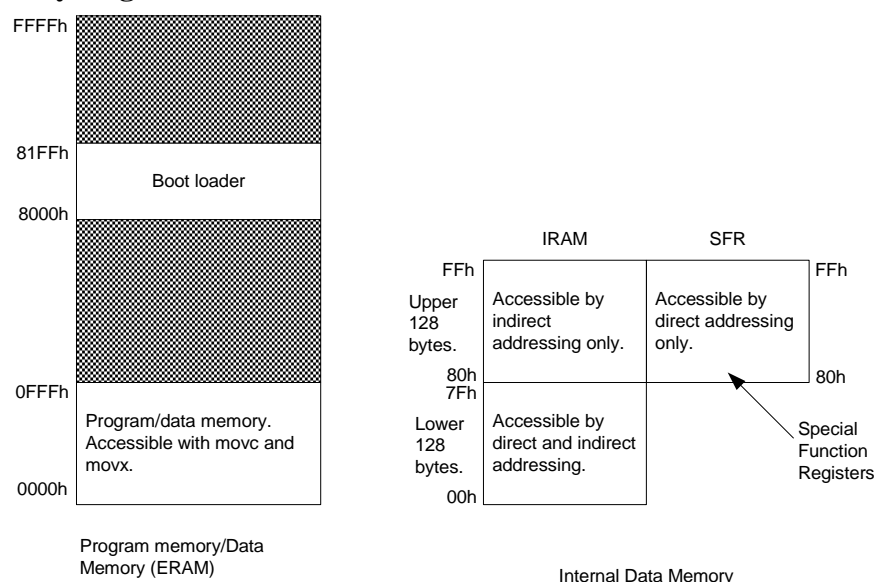 FFFFh
81FFh
Boot loader
8000h
0FFFh
Program/data memory.
Accessible with movc and
movx.
0000h
Program memory/Data
Memory (ERAM)
IRAM
SFR
FFh
FFh
Upper
128
bytes.
Accessible by
indirect
addressing only.
Accessible by
direct addressing
only.
80h
80h
7Fh
Lower
128
bytes.
Accessible by
direct and indirect
addressing.
Special
Function
Registers
00h
Internal Data Memory